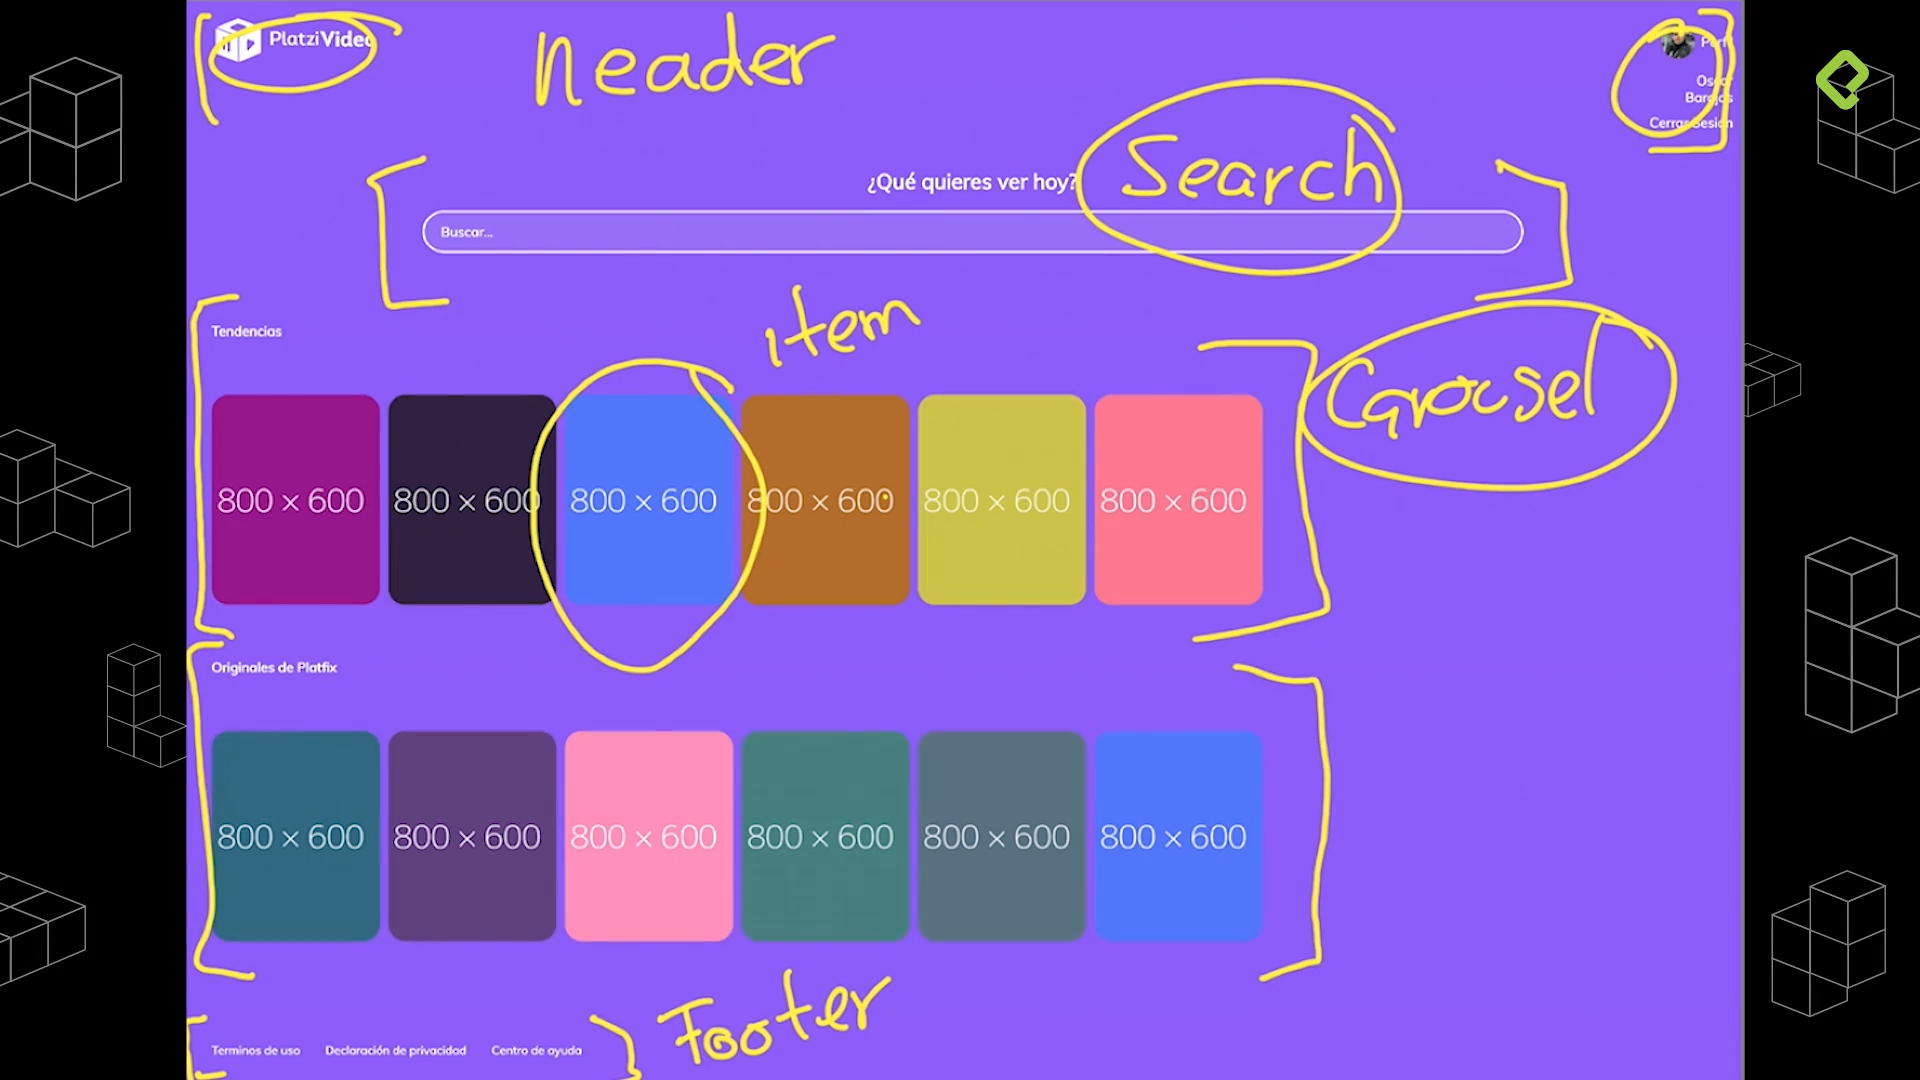 PlatziVideo
header
Perfil
Oscar
Barajas
Cerrar Sesión
¿Qué quieres ver hoy?
Search
Buscar...
item
Tendencias
Carousel
800 × 600
800 × 600
800 × 600
800 × 600
800 × 600
800 × 600
Originales de Platfix
800 × 600
800 × 600
800 × 600
800 × 600
800 × 600
800 × 600
Footer
Terminos de uso
Declaración de privacidad
Centro de ayuda